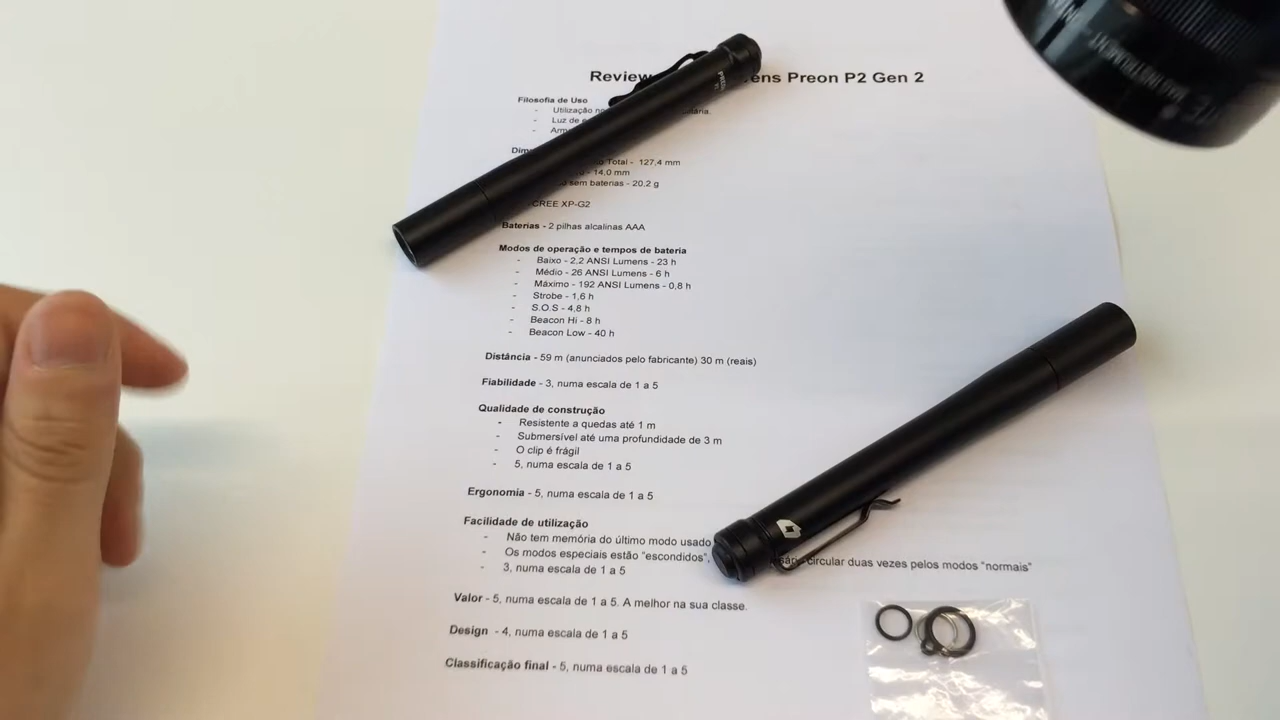 Review ens Preon P2 Gen 2
Filosofia de Uso
- Utilização
- Luz de
-
Total - 127,4 mm
- 14,0 mm
sem baterias - 20,2 g
CREE XP-G2
Baterias - 2 pilhas alcalinas AAA
Modos de operação e tempos de bateria
- Baixo - 2,2 ANSI Lumens - 23 h
- Médio - 26 ANSI Lumens - 6 h
- Máximo - 192 ANSI Lumens - 0,8 h
- Strobe - 1,6 h
- S.O.S - 4,8 h
- Beacon Hi - 8 h
- Beacon Low - 40 h
Distância - 59 m (anunciados pelo fabricante) 30 m (reais)
Fiabilidade - 3, numa escala de 1 a 5
Qualidade de construção
- Resistente a quedas até 1 m
- Submersível até uma profundidade de 3 m
- O clip é frágil
- 5, numa escala de 1 a 5
Ergonomia - 5, numa escala de 1 a 5
Facilidade de utilização
- Não tem memória do último modo usado
- Os modos especiais estão "escondidos", circular duas vezes pelos modos "normais"
- 3, numa escala de 1 a 5
Valor - 5, numa escala de 1 a 5. A melhor na sua classe.
Design - 4, numa escala de 1 a 5
Classificação final - 5, numa escala de 1 a 5